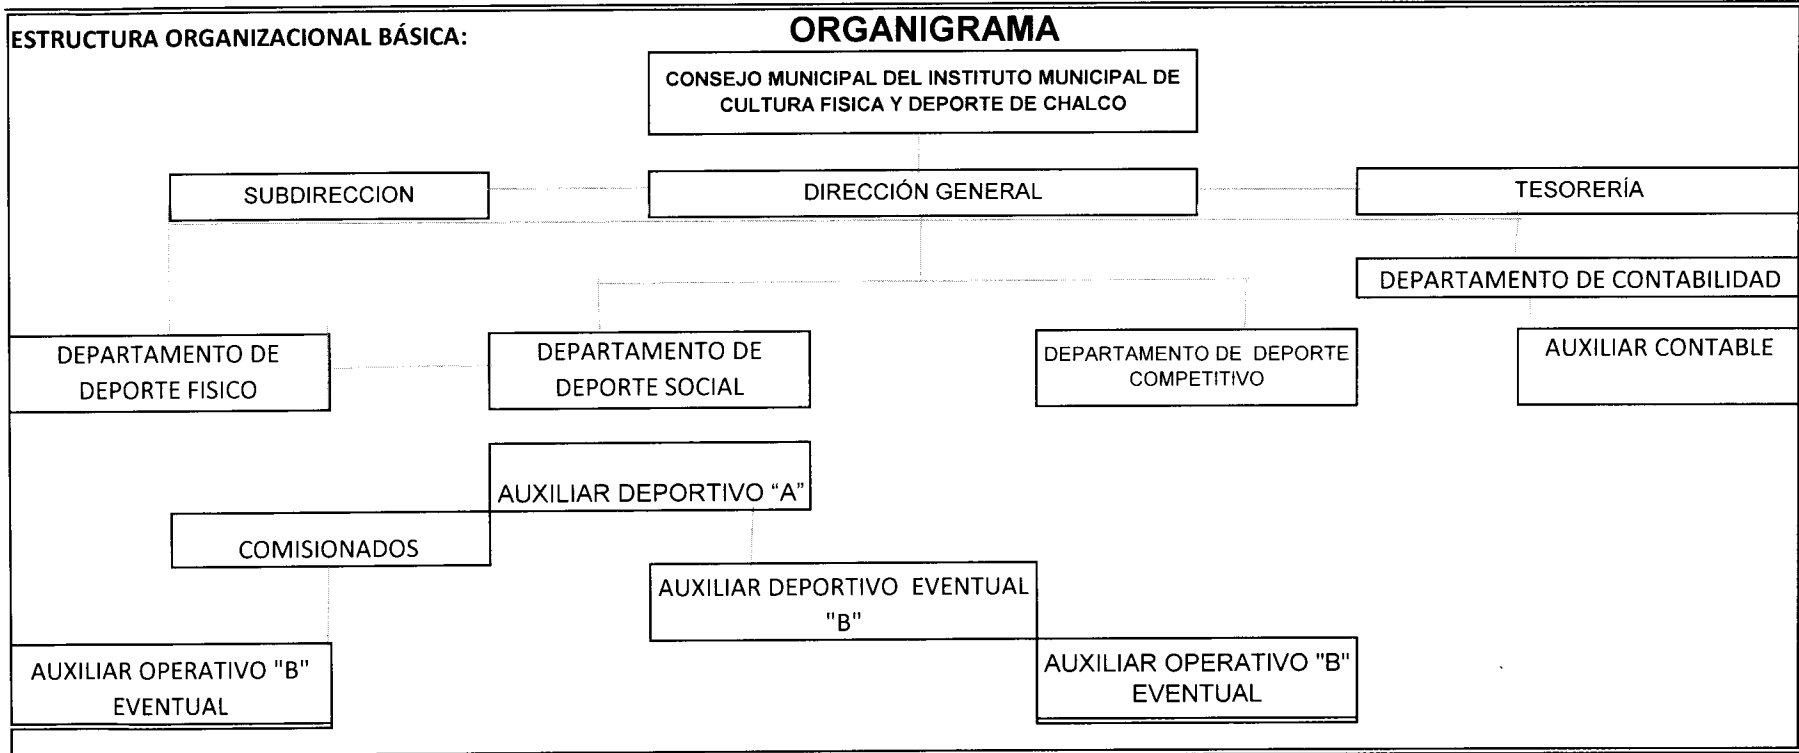 ESTRUCTURA ORGANIZACIONAL BÁSICA:
ORGANIGRAMA
CONSEJO MUNICIPAL DEL INSTITUTO MUNICIPAL DE
CULTURA FISICA Y DEPORTE DE CHALCO
SUBDIRECCION
DIRECCIÓN GENERAL
TESORERÍA
DEPARTAMENTO DE CONTABILIDAD
DEPARTAMENTO DE
DEPORTE FISICO
DEPARTAMENTO DE
DEPORTE SOCIAL
DEPARTAMENTO DE DEPORTE
COMPETITIVO
AUXILIAR CONTABLE
AUXILIAR DEPORTIVO “A”
COMISIONADOS
AUXILIAR DEPORTIVO EVENTUAL
"B"
AUXILIAR OPERATIVO "B"
EVENTUAL
AUXILIAR OPERATIVO "B"
EVENTUAL